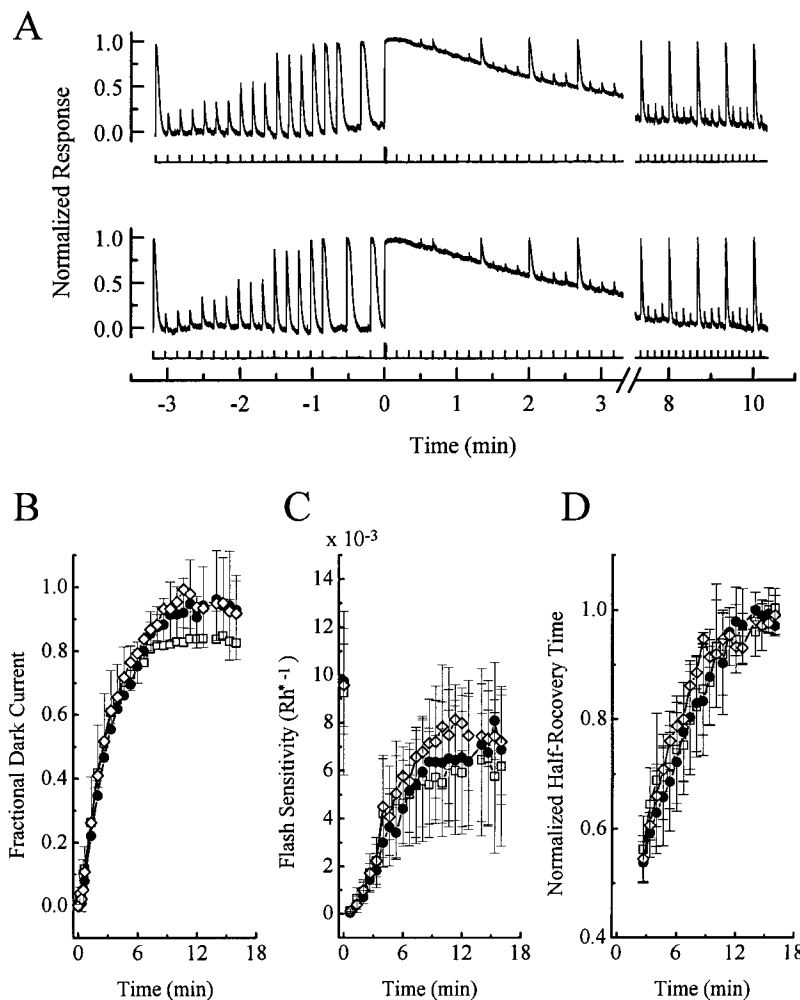 A
Normalized Response
1.0
0.5
0.0
1.0
0.5
0.0
-3 -2 -1 0 1 2 3 8 10
Time (min)
B
Fractional Dark Current
1.0
0.8
0.6
0.4
0.2
0.0
0 6 12 18
Time (min)
C
x 10-3
Flash Sensitivity (Rh*-1)
14
12
10
8
6
4
2
0
0 6 12 18
Time (min)
D
Normalized Half-Rocovery Time
1.0
0.8
0.6
0.4
0 6 12 18
Time (min)